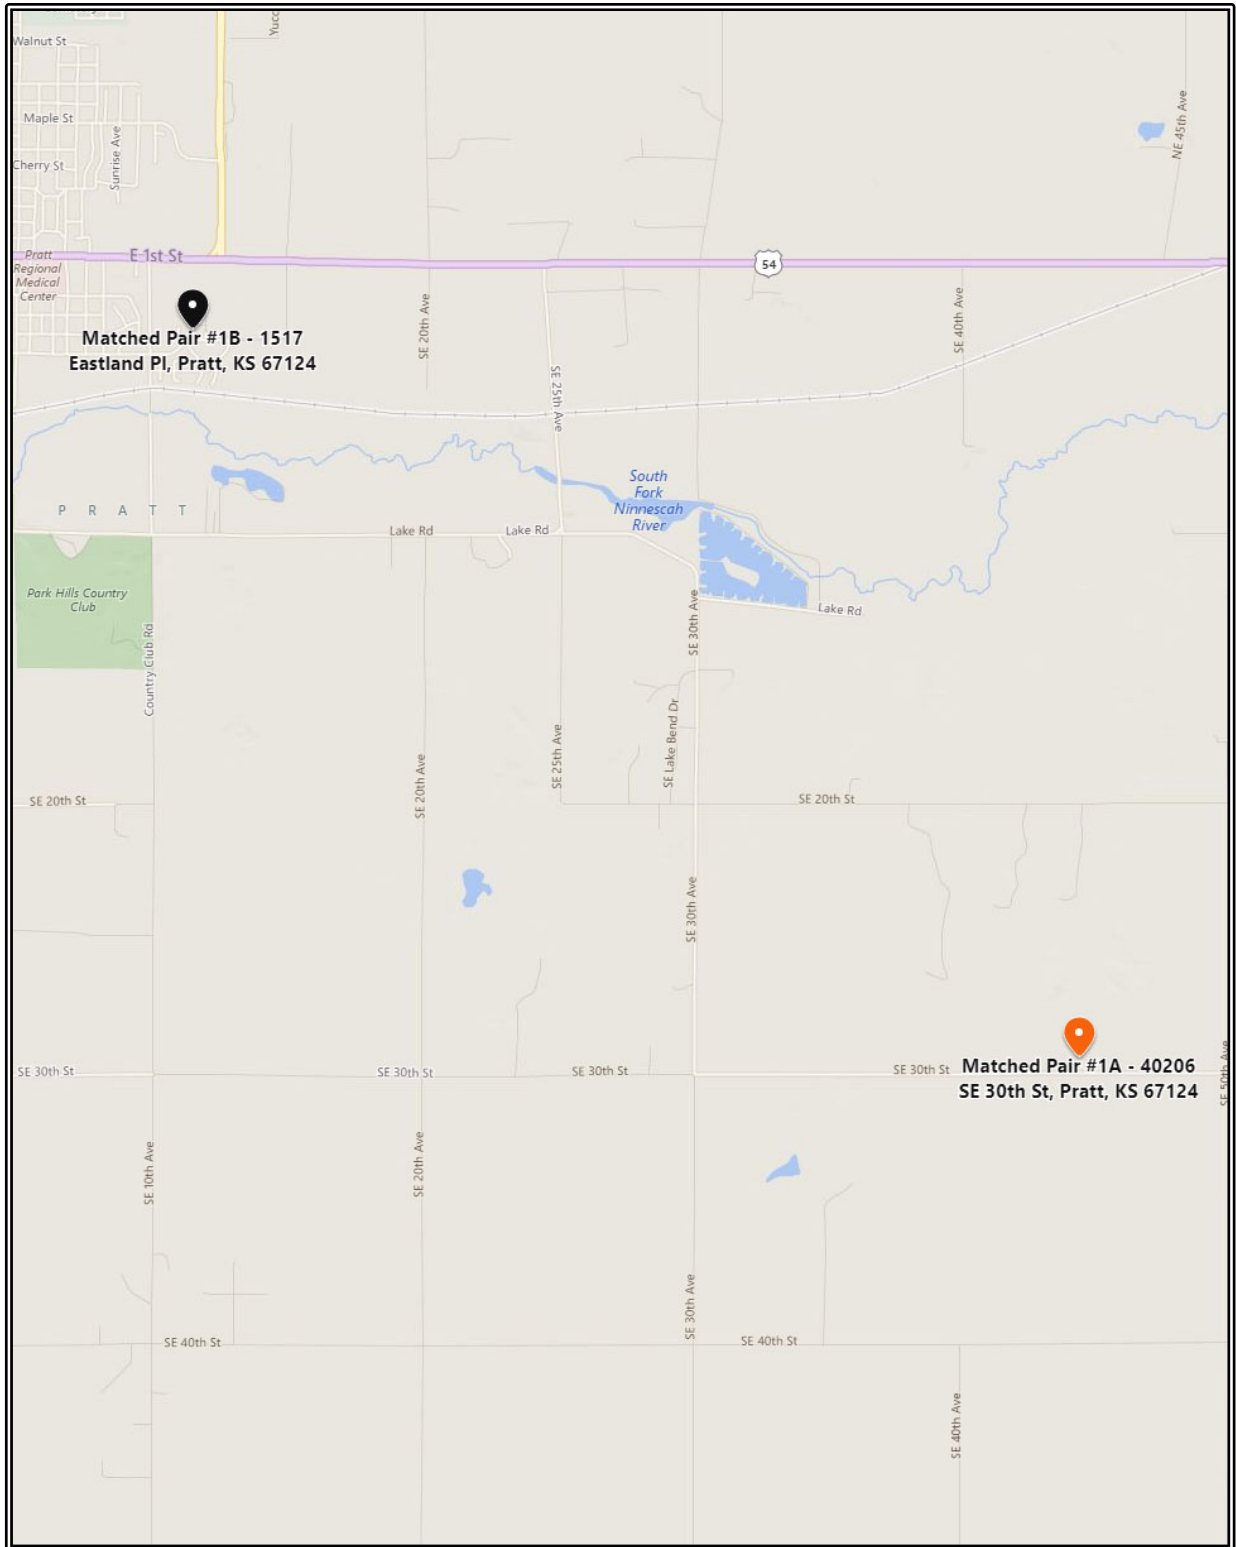 Walnut St
Yucc
Maple St
Sunrise Ave
NE 45th Ave
Cherry St
E 1st St
Pratt
Regional
Medical
Center
54
SE 20th Ave
SE 40th Ave
Matched Pair #1B - 1517
Eastland Pl, Pratt, KS 67124
SE 25th Ave
South
Fork
Ninnescah
River
PRATT
Lake Rd
Lake Rd
Park Hills Country
Club
Lake Rd
SE 30th Ave
Country Club Rd
SE Lake Bend Dr
SE 25th Ave
SE 20th Ave
SE 20th St
SE 20th St
SE 30th Ave
SE 30th St
SE 30th St
SE 30th St
SE 30th St
Matched Pair #1A - 40206
SE 30th St, Pratt, KS 67124
SE 50th Ave
SE 10th Ave
SE 20th Ave
SE 30th Ave
SE 40th St
SE 40th St
SE 40th Ave